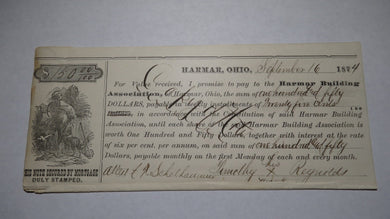 $150 00/100
HARMAR, OHIO, September 16 1874
For Value received, I promise to pay to the Harmar Building
Association, of Harmar, Ohio, the sum of one hundred & fifty
DOLLARS, payable in weekly instalments of Twenty five Cents
in accordance with the Constitution of said Harmar Building
Association, until each share of said Harmar Building Association is
worth One Hundred and Fifty Dollars, together with interest at the rate
of six per cent. per annum, on said sum of one hundred & fifty
Dollars, payable monthly on the first Monday of each and every month.
THIS NOTE SECURED BY MORTGAGE
DULY STAMPED.
Attest
Timothy Reynolds